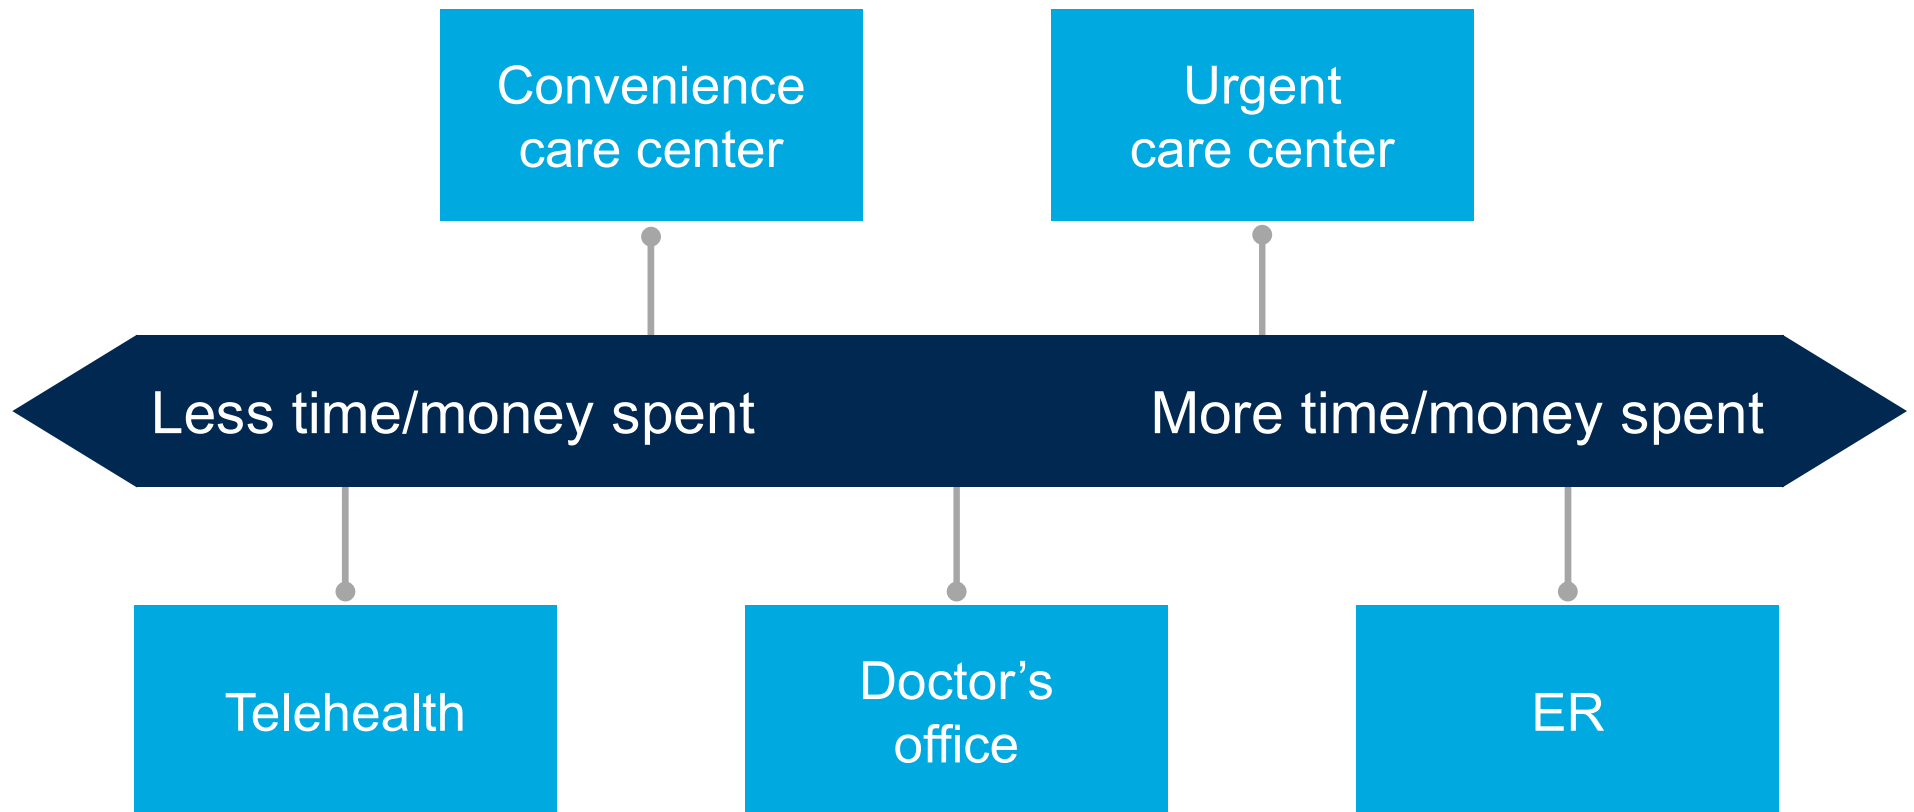 Convenience
care center
Urgent
care center
Less time/money spent
More time/money spent
Telehealth
Doctor’s
office
ER